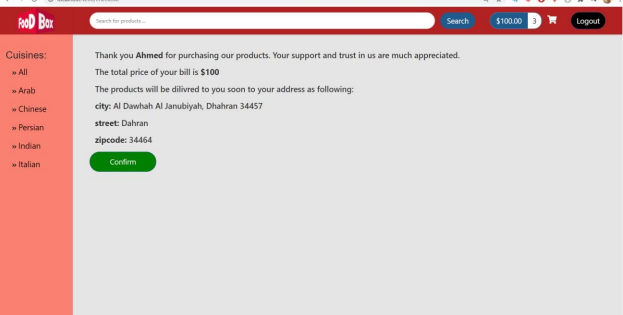 FooD Box
Search for products...
Search
$100.00 3
Logout
Cuisines:
» All
» Arab
» Chinese
» Persian
» Indian
» Italian
Thank you Ahmed for purchasing our products. Your support and trust in us are much appreciated.
The total price of your bill is $100
The products will be dilivred to you soon to your address as following:
city: Al Dawhah Al Janubiyah, Dhahran 34457
street: Dahran
zipcode: 34464
Confirm